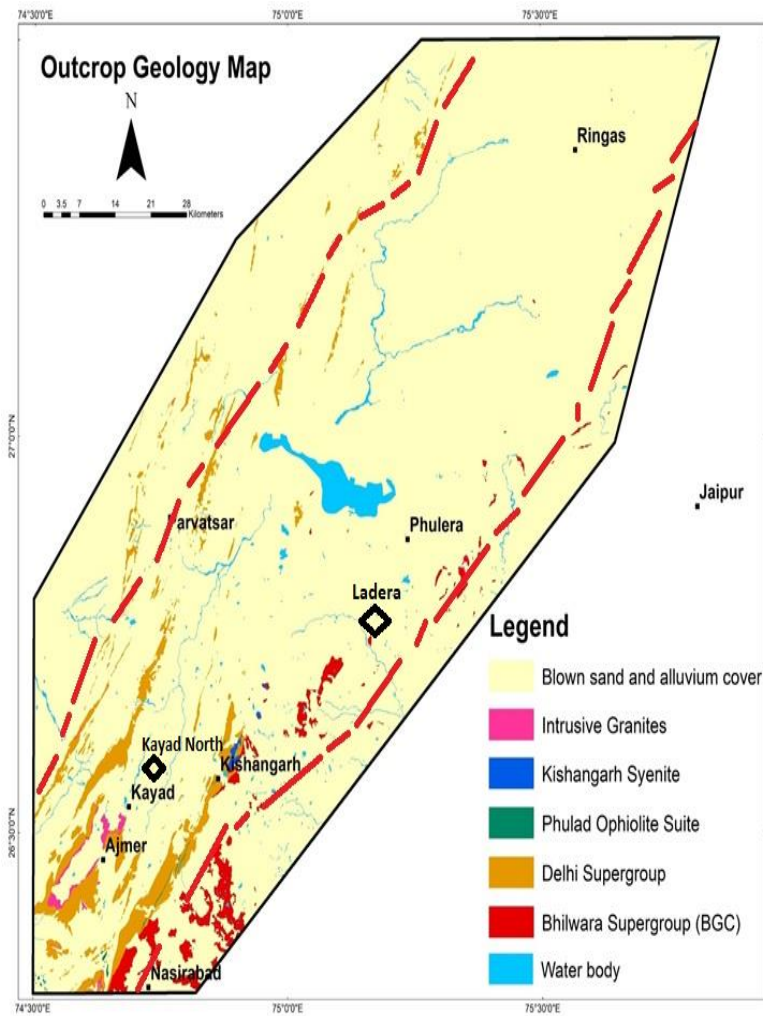 74°30'0"E
75°0'0"E
75°30'0"E
Outcrop Geology Map
N
0 3.5 7 14 21 28
Kilometers
Ringas
27°0'0"N
Parvatsar
Phulera
Jaipur
Ladera
Legend
Blown sand and alluvium cover
Intrusive Granites
Kishangarh Syenite
Phulad Ophiolite Suite
Delhi Supergroup
Bhilwara Supergroup (BGC)
Water body
Kayad North
Kishangarh
Kayad
26°30'0"N
Ajmer
Nasirabad
74°30'0"E
75°0'0"E
75°30'0"E